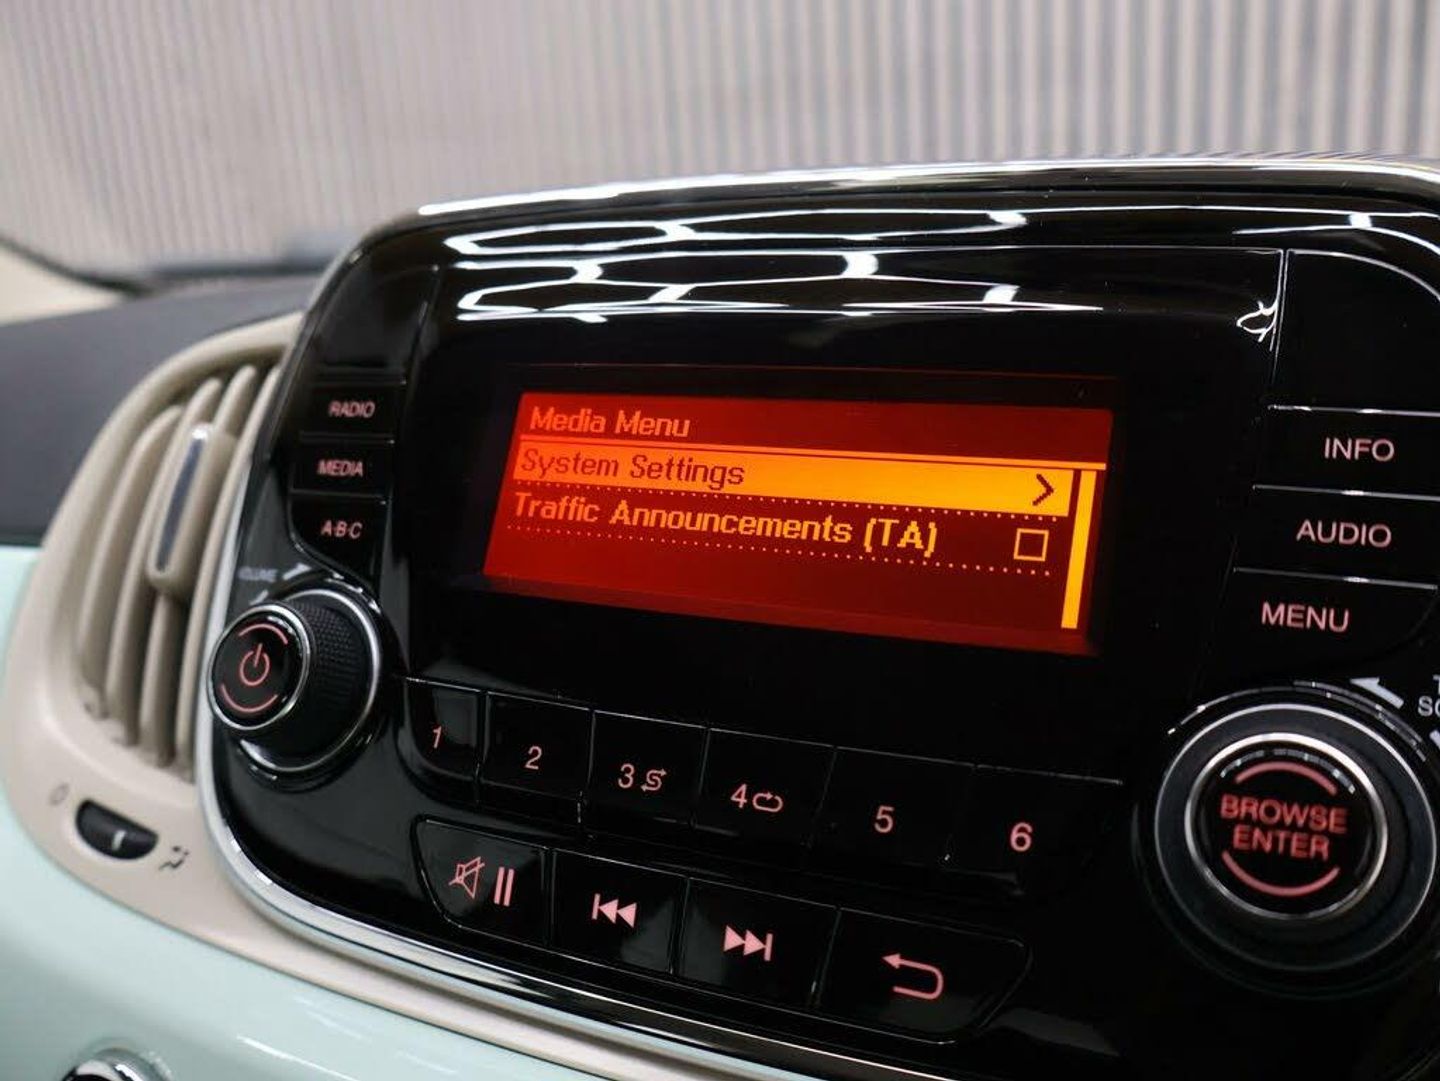 Media Menu
System Settings
Traffic Announcements (TA)
RADIO
MEDIA
A·B·C
VOLUME
INFO
AUDIO
MENU
1
2
3
4
5
6
BROWSE
ENTER